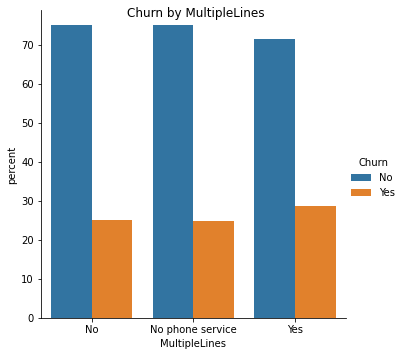 Churn by MultipleLines
percent
70
60
50
40
30
20
10
0
No
No phone service
Yes
MultipleLines
Churn
No
Yes